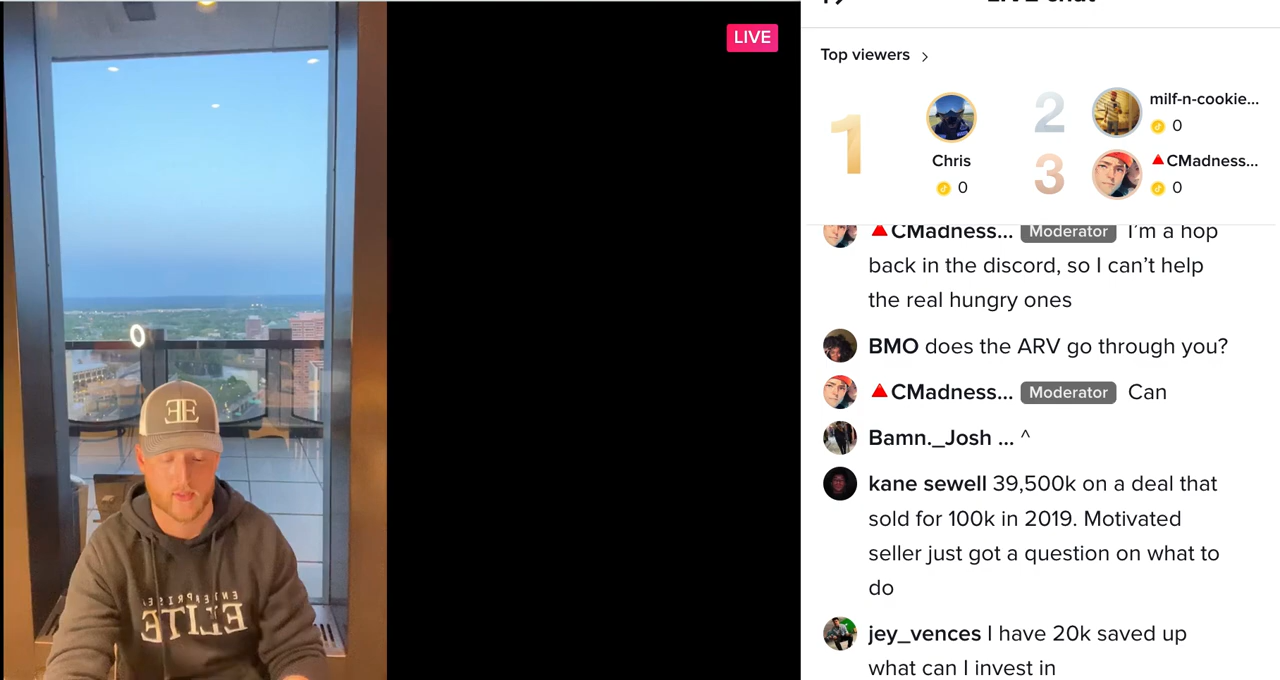 LIVE
Top viewers >
1
Chris
0
2
milf-n-cookie...
0
3
🔺CMadness...
0
🔺CMadness... Moderator I'm a hop
back in the discord, so I can't help
the real hungry ones
BMO does the ARV go through you?
🔺CMadness... Moderator Can
Bamn._Josh ... ^
kane sewell 39,500k on a deal that
sold for 100k in 2019. Motivated
seller just got a question on what to
do
jey_vences I have 20k saved up
what can I invest in
EE
ENTERPRISES
ELITE